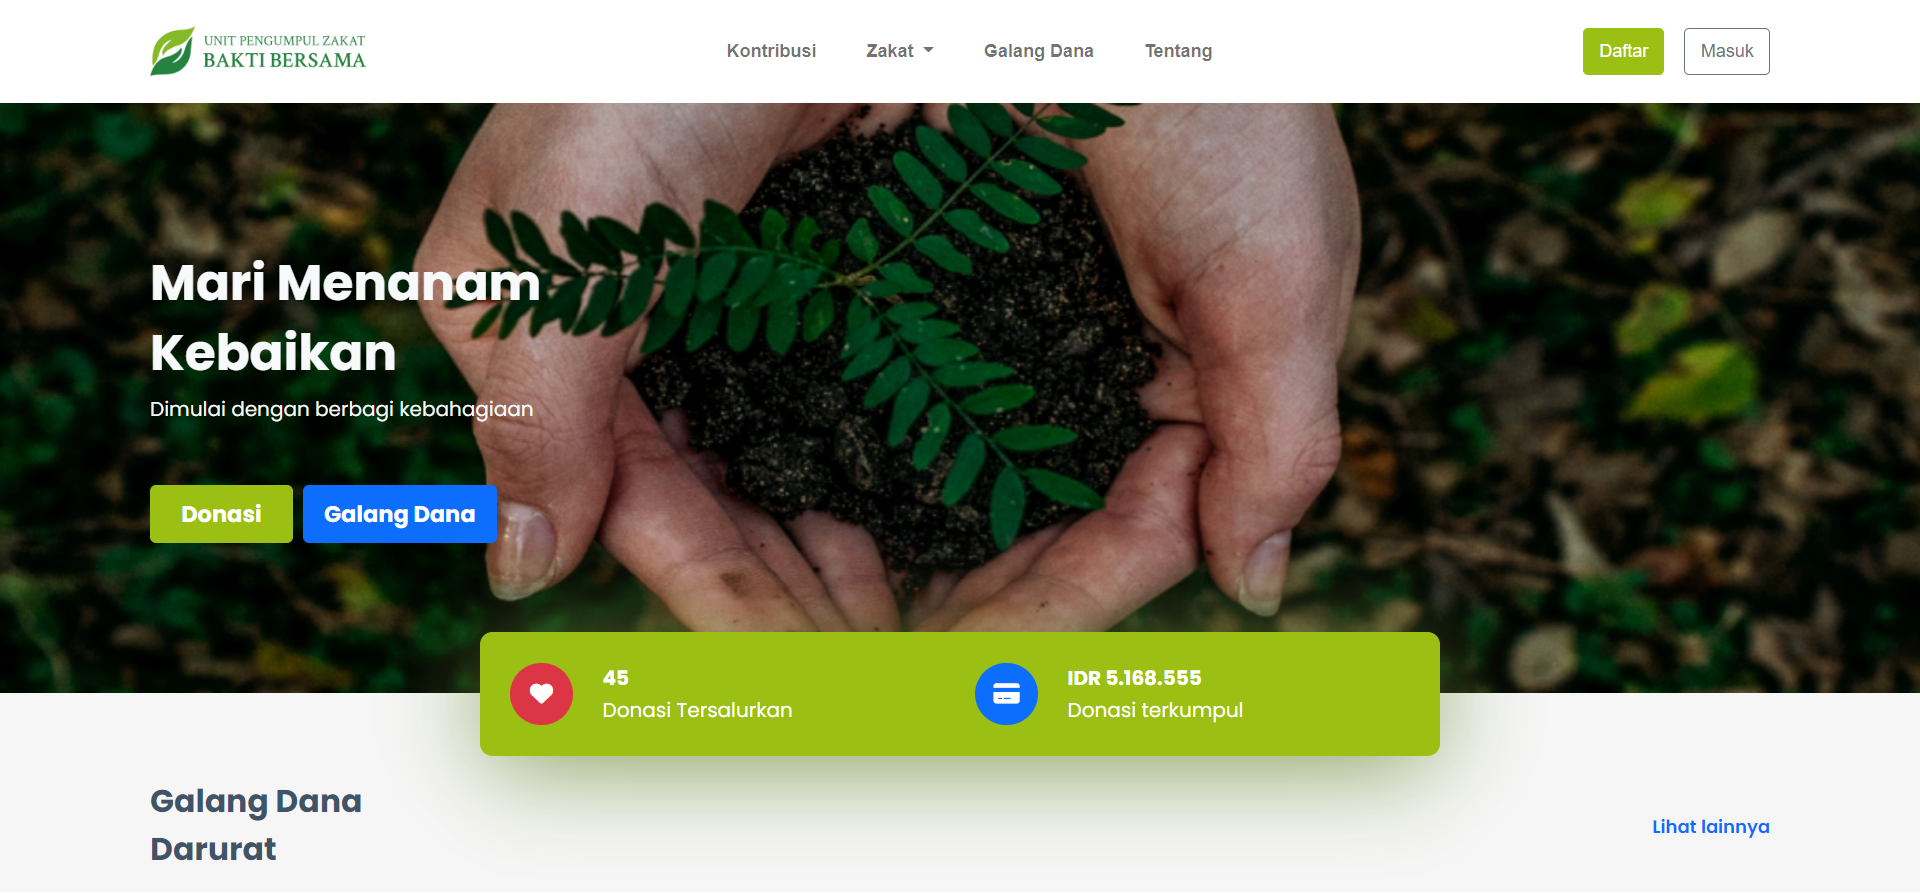 UNIT PENGUMPUL ZAKAT
BAKTI BERSAMA
Kontribusi
Zakat
Galang Dana
Tentang
Daftar
Masuk
Mari Menanam
Kebaikan
Dimulai dengan berbagi kebahagiaan
Donasi
Galang Dana
45
Donasi Tersalurkan
IDR 5.168.555
Donasi terkumpul
Galang Dana
Darurat
Lihat lainnya